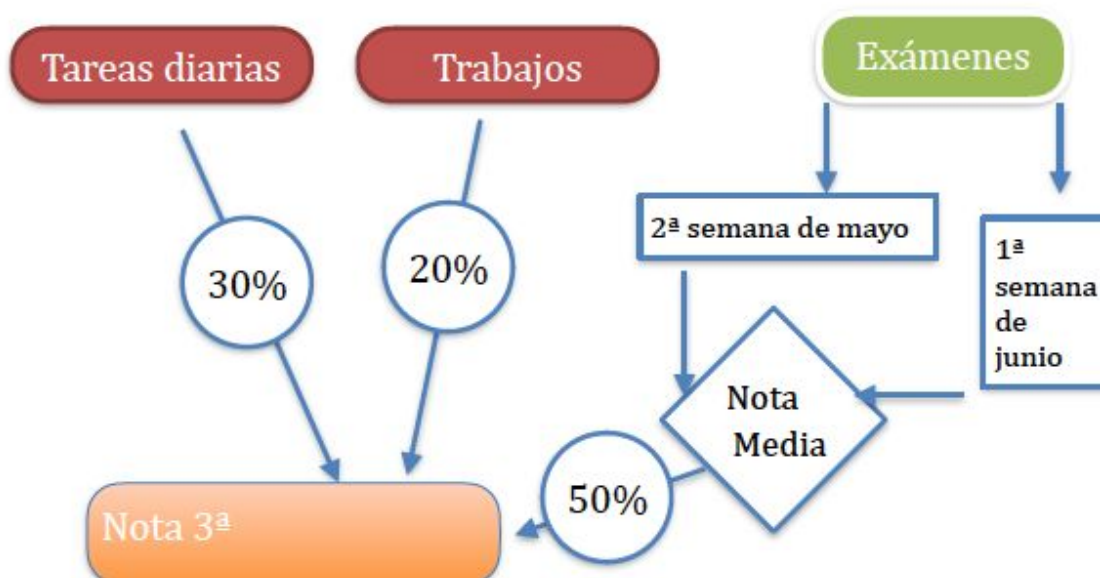 Tareas diarias
Trabajos
Exámenes
2ª semana de mayo
1ª
semana
de
junio
30%
20%
Nota
Media
50%
Nota 3ª